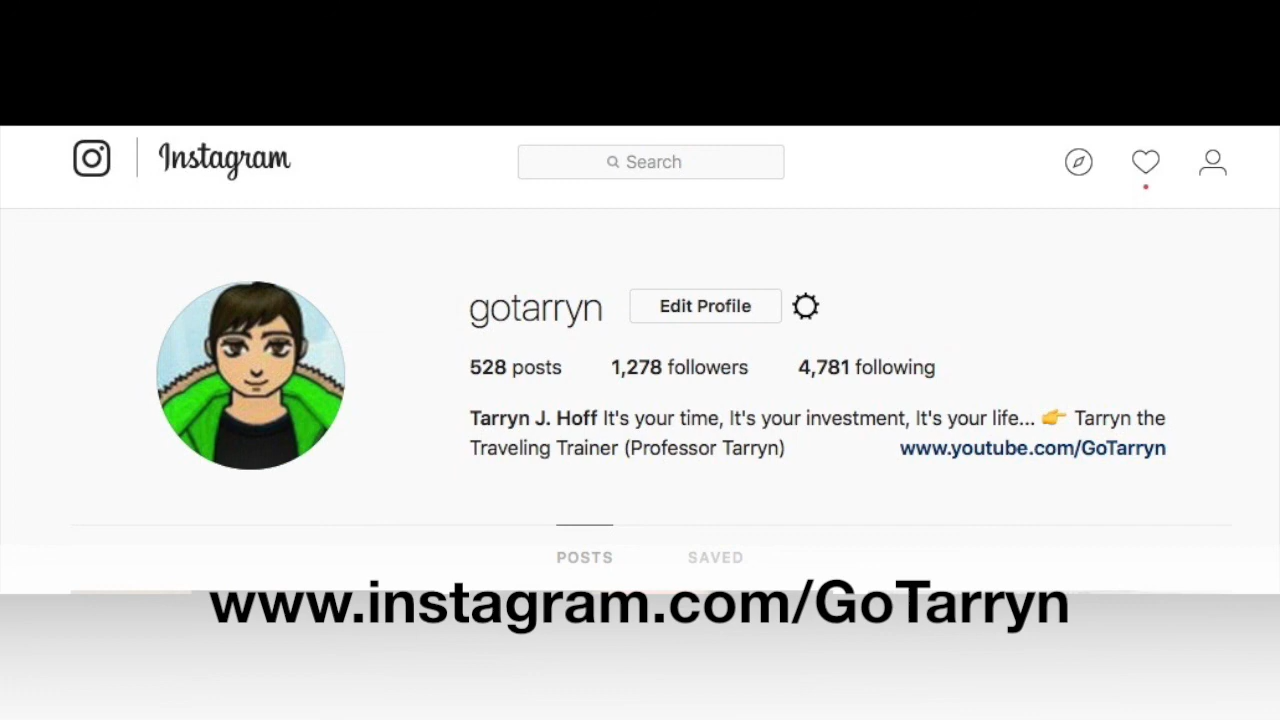 Instagram
Search
gotarryn Edit Profile
528 posts 1,278 followers 4,781 following
Tarryn J. Hoff It's your time, It's your investment, It's your life... 👉 Tarryn the
Traveling Trainer (Professor Tarryn) www.youtube.com/GoTarryn
POSTS SAVED
www.instagram.com/GoTarryn